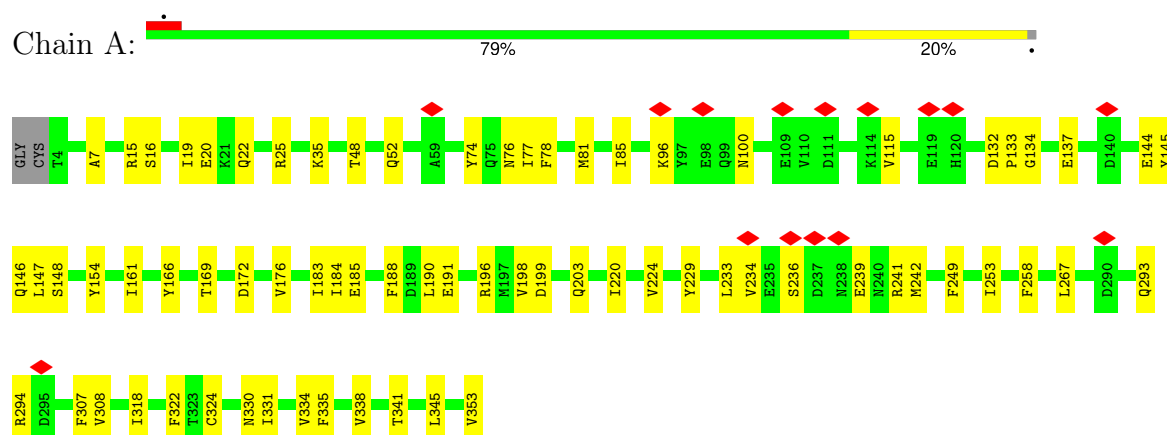 Chain A:
79%
20%
GLY CYS T4 A7 R15 S16 I19 E20 K21 Q22 R25 K35 T48 Q52 A59 Y74 Q75 N76 I77 F78 M81 I85 K96 Y97 E98 Q99 N100 E109 V110 D111 K114 V115 E119 H120 D132 P133 G134 E137 D140 E144 Y145
Q146 L147 S148 Y154 I161 Y166 T169 D172 V176 I183 I184 E185 F188 D189 L190 E191 R196 M197 V198 D199 Q203 I220 V224 Y229 L233 V234 E235 S236 D237 N238 E239 N240 R241 M242 F249 I253 F258 L267 D290 Q293
R294 D295 F307 V308 I318 F322 T323 C324 N330 I331 V334 F335 V338 T341 L345 V353